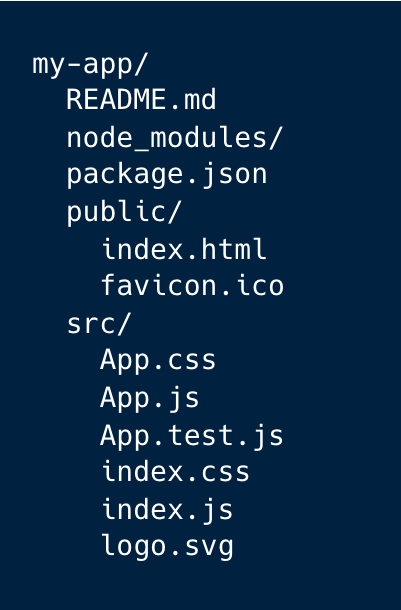 my-app/
  README.md
  node_modules/
  package.json
  public/
    index.html
    favicon.ico
  src/
    App.css
    App.js
    App.test.js
    index.css
    index.js
    logo.svg